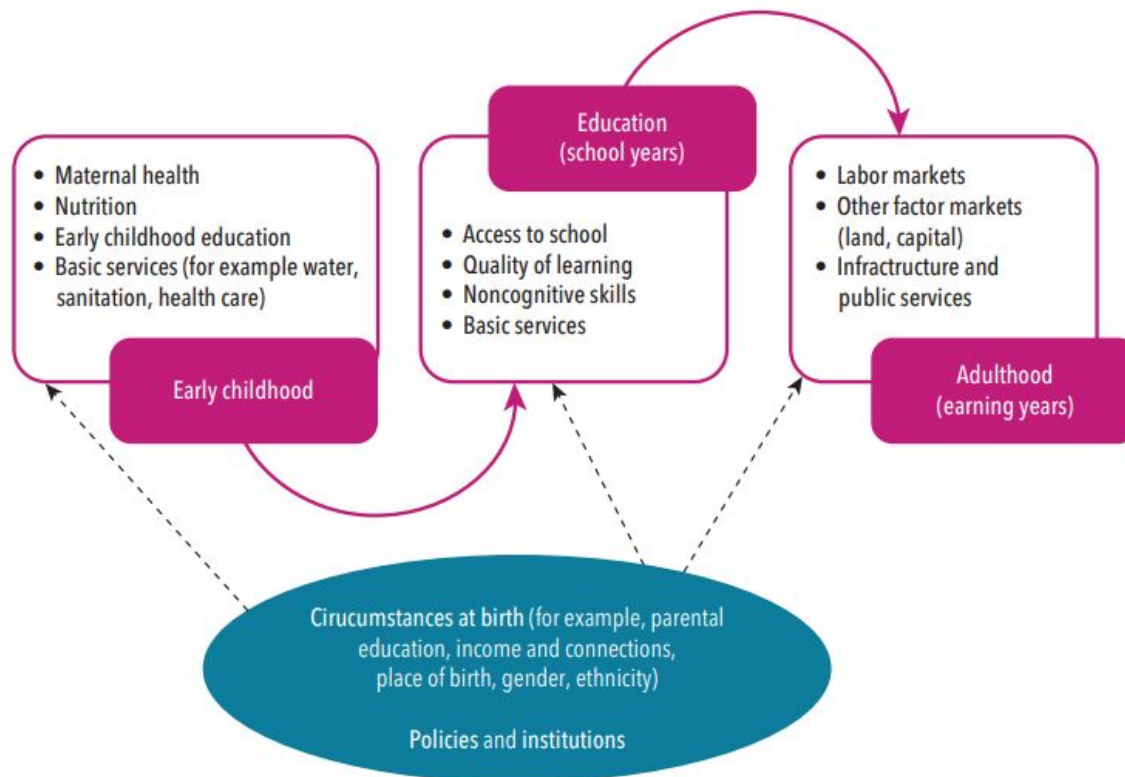 • Maternal health
• Nutrition
• Early childhood education
• Basic services (for example water,
sanitation, health care)
Early childhood
Education
(school years)
• Access to school
• Quality of learning
• Noncognitive skills
• Basic services
• Labor markets
• Other factor markets
(land, capital)
• Infractructure and
public services
Adulthood
(earning years)
Cirucumstances at birth (for example, parental
education, income and connections,
place of birth, gender, ethnicity)
Policies and institutions